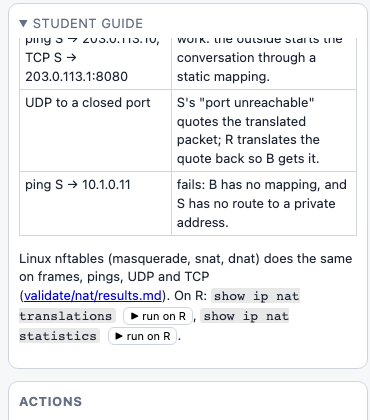 ▼ STUDENT GUIDE
ping S → 203.0.113.10,
TCP S →
203.0.113.1:8080
work: the outside starts the
conversation through a
static mapping.
UDP to a closed port
S's "port unreachable"
quotes the translated
packet; R translates the
quote back so B gets it.
ping S → 10.1.0.11
fails: B has no mapping, and
S has no route to a private
address.
Linux nftables (masquerade, snat, dnat) does the same
on frames, pings, UDP and TCP
(validate/nat/results.md). On R: show ip nat
translations ▶ run on R, show ip nat
statistics ▶ run on R.
ACTIONS